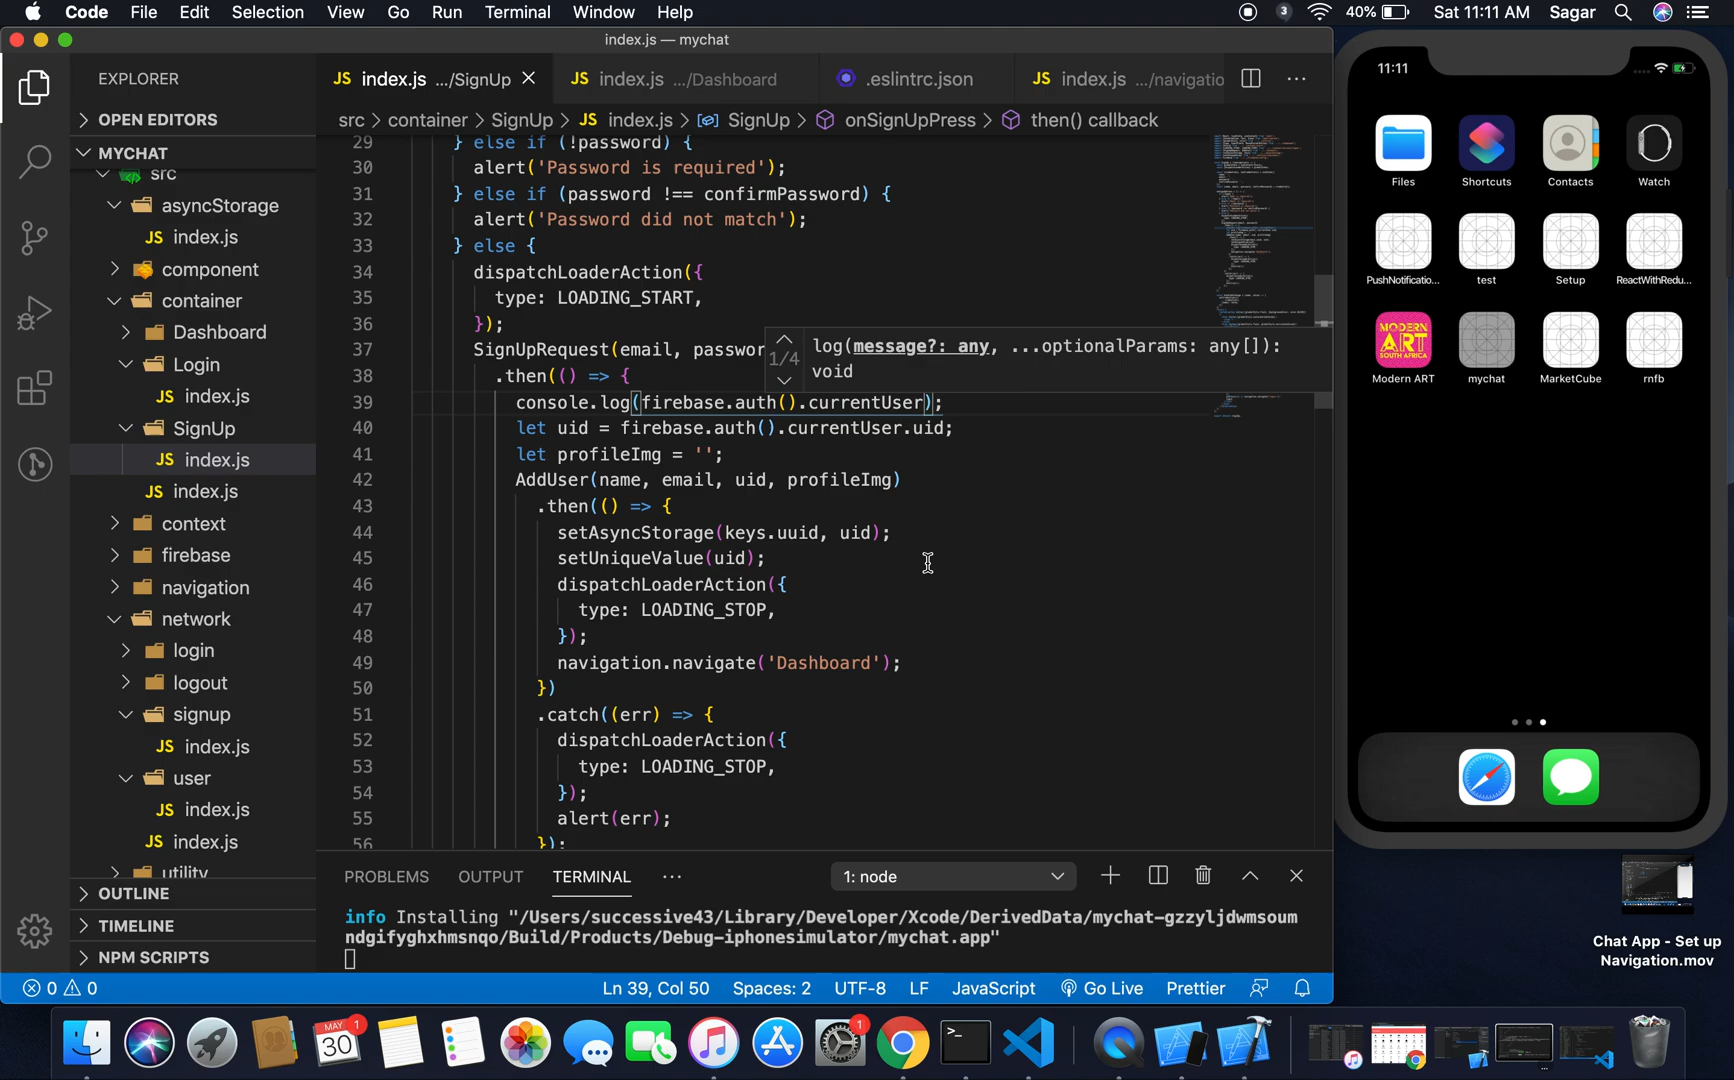 Code File Edit Selection View Go Run Terminal Window Help
3 40% Sat 11:11 AM Sagar
index.js — mychat
EXPLORER
OPEN EDITORS
MYCHAT
src
asyncStorage
JS index.js
component
container
Dashboard
Login
JS index.js
SignUp
JS index.js
JS index.js
context
firebase
navigation
network
login
logout
signup
JS index.js
user
JS index.js
JS index.js
utility
OUTLINE
TIMELINE
NPM SCRIPTS
JS index.js .../SignUp
JS index.js .../Dashboard
.eslintrc.json
JS index.js .../navigatio
src > container > SignUp > JS index.js > SignUp > onSignUpPress > then() callback
29 } else if (!password) {
30 alert('Password is required');
31 } else if (password !== confirmPassword) {
32 alert('Password did not match');
33 } else {
34 dispatchLoaderAction({
35 type: LOADING_START,
36 });
37 SignUpRequest(email, passwor
38 .then(() => {
39 console.log(firebase.auth().currentUser);
40 let uid = firebase.auth().currentUser.uid;
41 let profileImg = '';
42 AddUser(name, email, uid, profileImg)
43 .then(() => {
44 setAsyncStorage(keys.uuid, uid);
45 setUniqueValue(uid);
46 dispatchLoaderAction({
47 type: LOADING_STOP,
48 });
49 navigation.navigate('Dashboard');
50 })
51 .catch((err) => {
52 dispatchLoaderAction({
53 type: LOADING_STOP,
54 });
55 alert(err);
56 });
1/4 log(message?: any, ...optionalParams: any[]):
void
PROBLEMS OUTPUT TERMINAL ... 1: node
info Installing "/Users/successive43/Library/Developer/Xcode/DerivedData/mychat-gzzyljdwmsoum
ndgifyghxhmsnqo/Build/Products/Debug-iphonesimulator/mychat.app"
0 0 Ln 39, Col 50 Spaces: 2 UTF-8 LF JavaScript Go Live Prettier
11:11
Files Shortcuts Contacts Watch
PushNotificatio... test Setup ReactWithRedu...
MODERN
ART
SOUTH AFRICA
Modern ART mychat MarketCube rnfb
Chat App - Set up
Navigation.mov
MAY
30
1
1